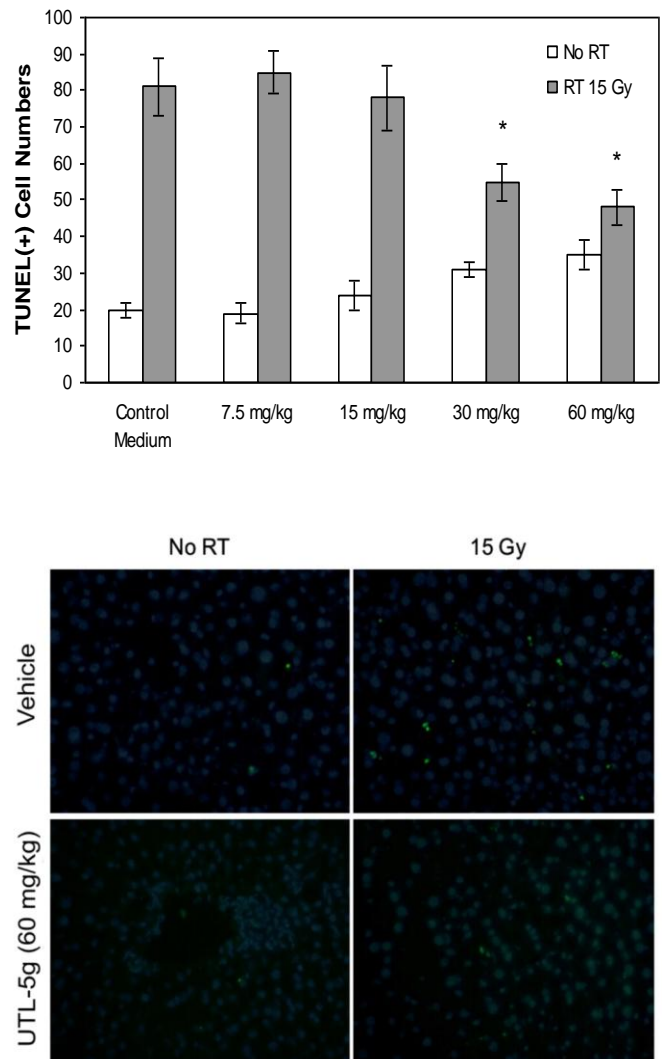 100
90
80
70
60
50
40
30
20
10
0
TUNEL(+) Cell Numbers
No RT
RT 15 Gy
*
*
Control
Medium
7.5 mg/kg
15 mg/kg
30 mg/kg
60 mg/kg
No RT
15 Gy
Vehicle
UTL-5g (60 mg/kg)